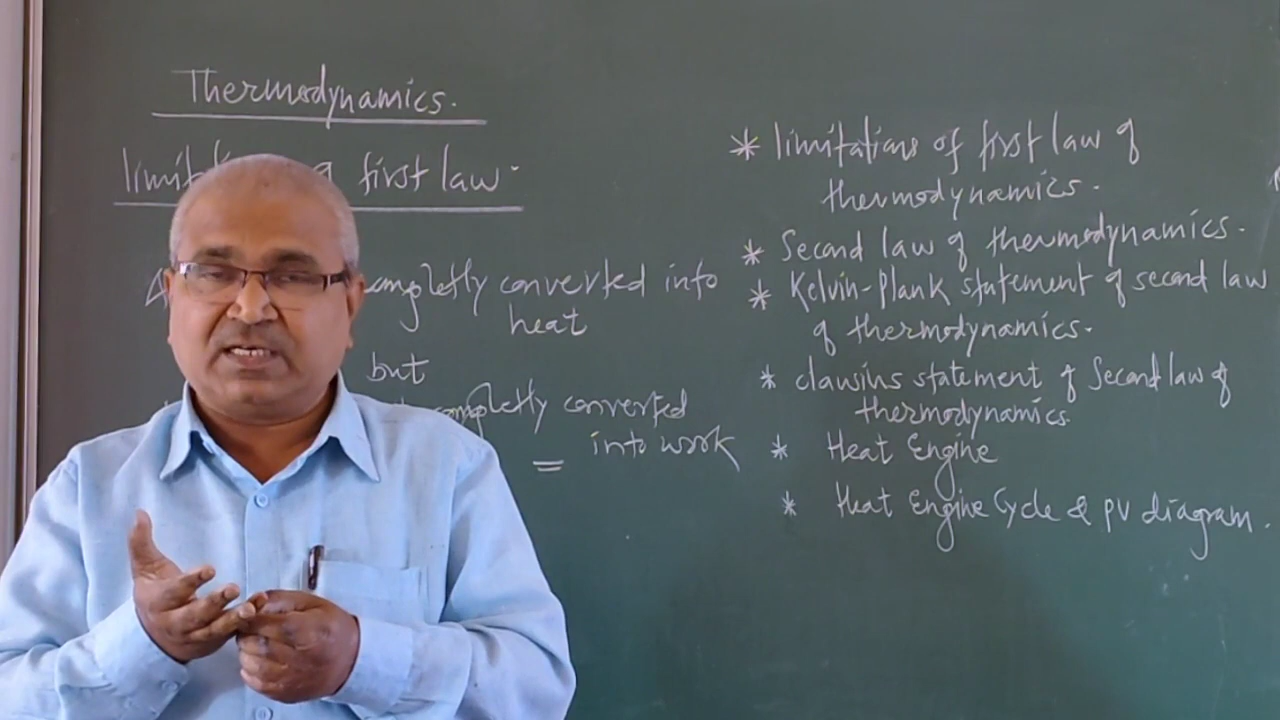 Thermodynamics.
first law.
completly converted into
heat
but
completly converted
into work
* limitations of first law of
thermodynamics.
* Second law of thermodynamics.
* Kelvin-Plank statement of second law
of thermodynamics.
* clausius statement of Second law of
thermodynamics.
* Heat Engine
* Heat Engine Cycle & PV diagram.